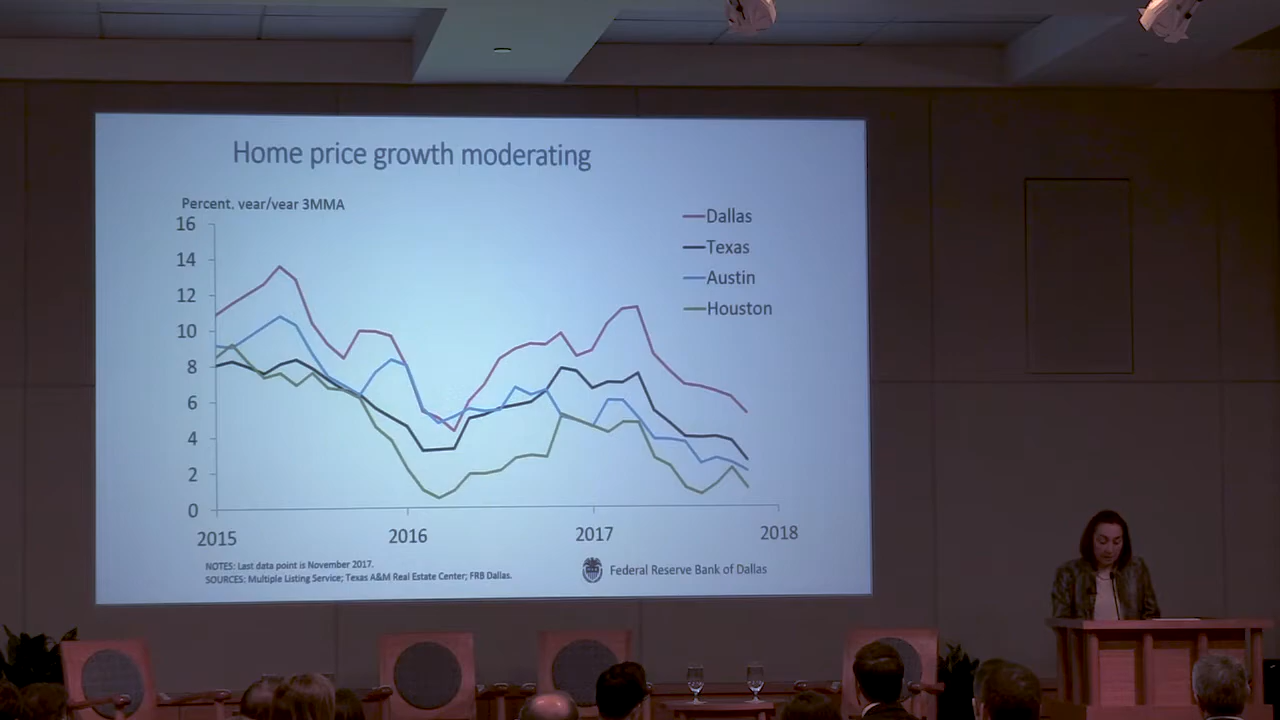 Home price growth moderating
Percent, year/year 3MMA
16
14
12
10
8
6
4
2
0
2015 2016 2017 2018
Dallas
Texas
Austin
Houston
NOTES: Last data point is November 2017.
SOURCES: Multiple Listing Service; Texas A&M Real Estate Center; FRB Dallas.
Federal Reserve Bank of Dallas